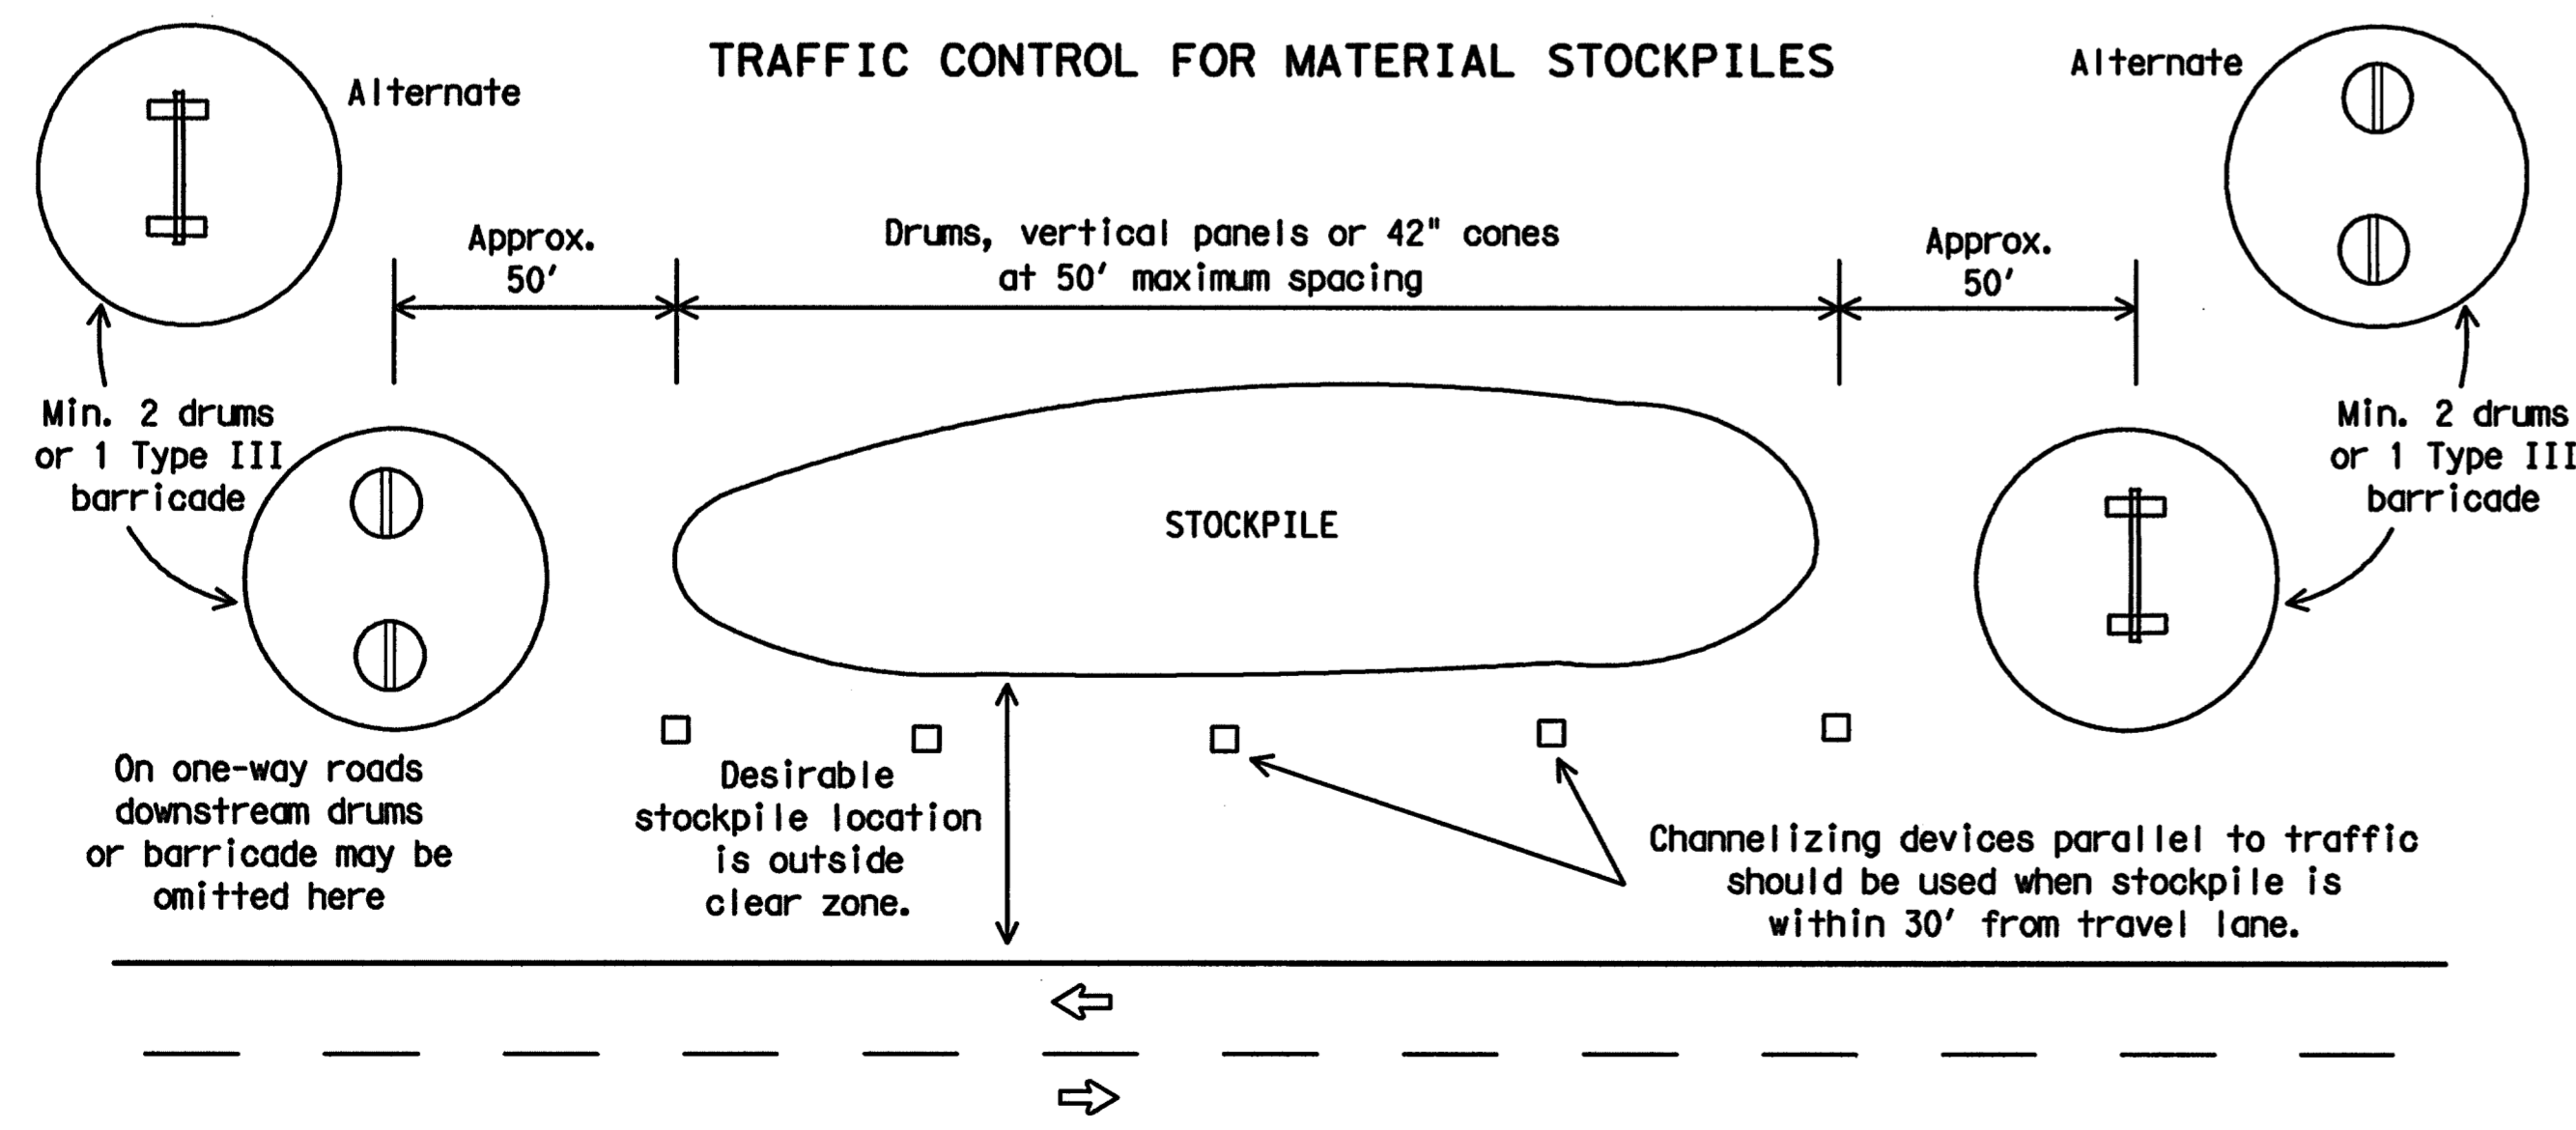 TRAFFIC CONTROL FOR MATERIAL STOCKPILES
Alternate
Alternate
Approx.
50'
Drums, vertical panels or 42" cones
at 50' maximum spacing
Approx.
50'
Min. 2 drums
or 1 Type III
barricade
Min. 2 drums
or 1 Type III
barricade
STOCKPILE
On one-way roads
downstream drums
or barricade may be
omitted here
Desirable
stockpile location
is outside
clear zone.
Channelizing devices parallel to traffic
should be used when stockpile is
within 30' from travel lane.